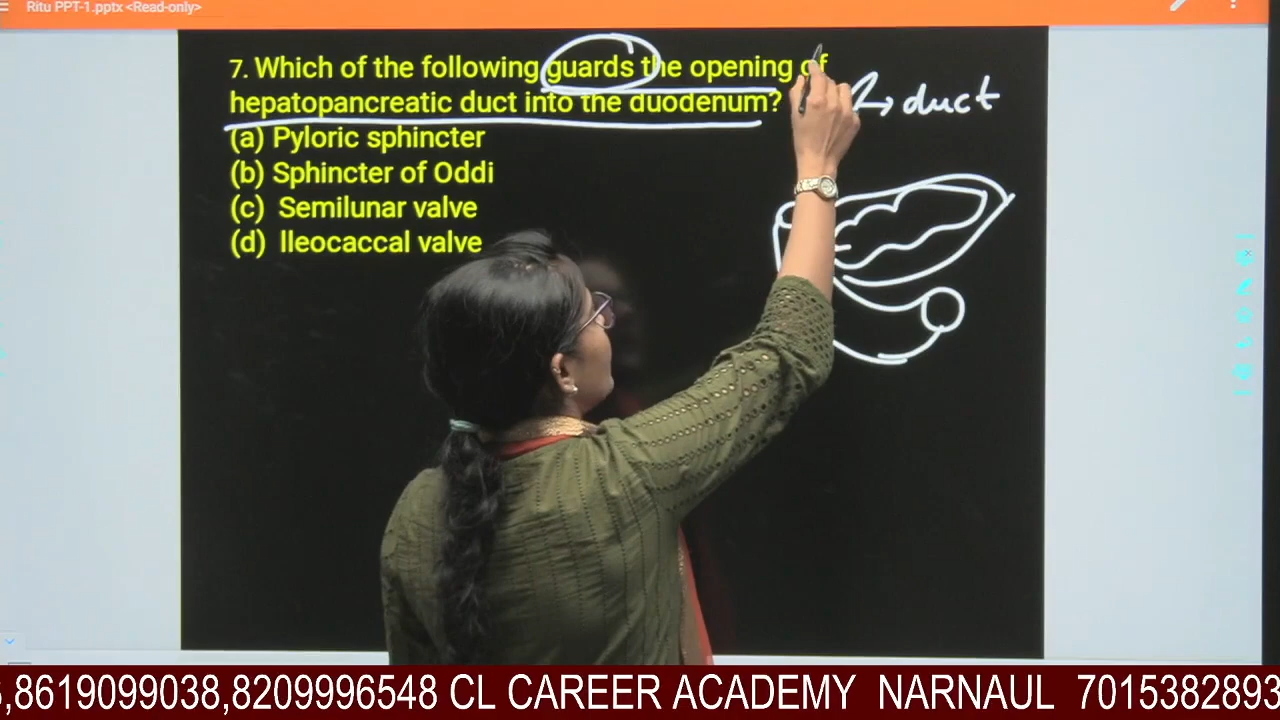 Ritu PPT-1.pptx <Read-only>
7. Which of the following guards the opening of
hepatopancreatic duct into the duodenum?
duct
(a) Pyloric sphincter
(b) Sphincter of Oddi
(c) Semilunar valve
(d) Ileocaccal valve
,8619099038,8209996548 CL CAREER ACADEMY NARNAUL 7015382893